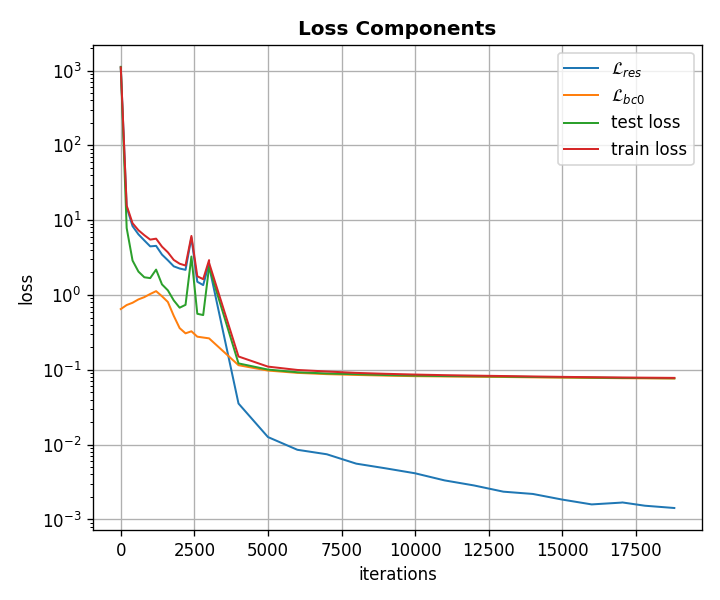 Loss Components
10³
10²
10¹
10⁰
10⁻¹
10⁻²
10⁻³
loss
ℒ_res
ℒ_bc0
test loss
train loss
0 2500 5000 7500 10000 12500 15000 17500
iterations